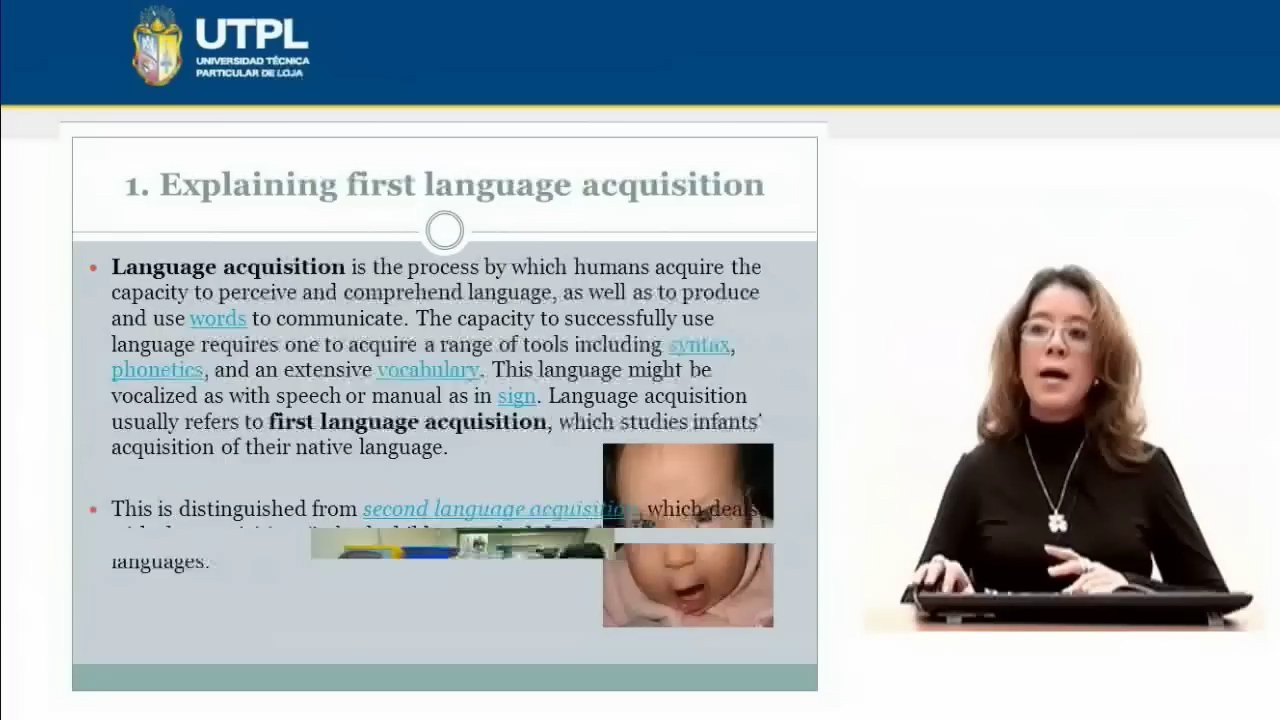 UTPL
UNIVERSIDAD TÉCNICA
PARTICULAR DE LOJA
1. Explaining first language acquisition
• Language acquisition is the process by which humans acquire the
capacity to perceive and comprehend language, as well as to produce
and use words to communicate. The capacity to successfully use
language requires one to acquire a range of tools including syntax,
phonetics, and an extensive vocabulary. This language might be
vocalized as with speech or manual as in sign. Language acquisition
usually refers to first language acquisition, which studies infants'
acquisition of their native language.
• This is distinguished from second language acquisition, which deals
languages.